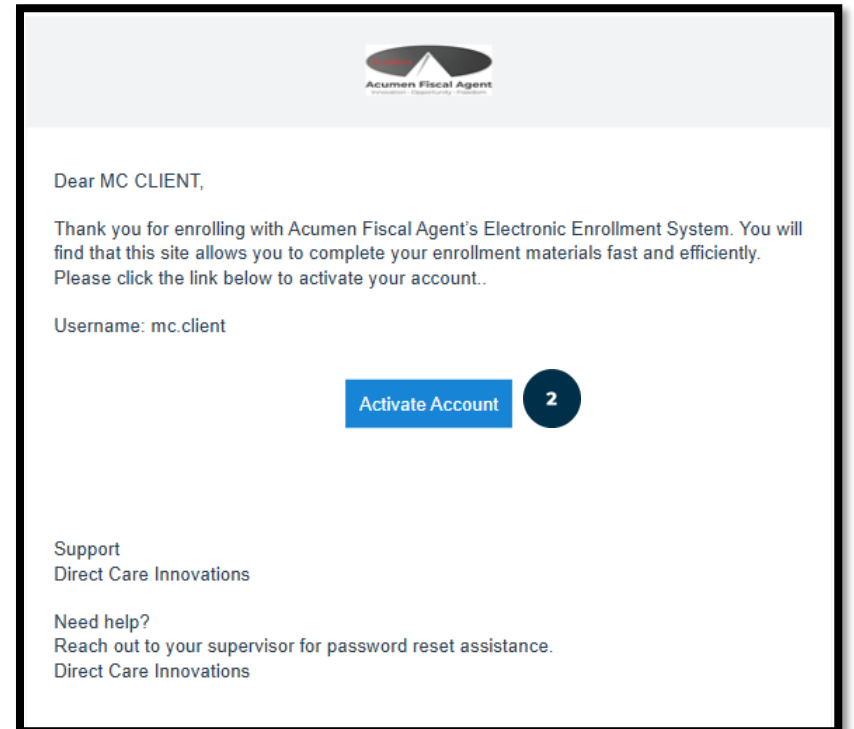 Acumen Fiscal Agent
Innovation - Opportunity - Freedom
Dear MC CLIENT,
Thank you for enrolling with Acumen Fiscal Agent’s Electronic Enrollment System. You will
find that this site allows you to complete your enrollment materials fast and efficiently.
Please click the link below to activate your account..
Username: mc.client
Activate Account
2
Support
Direct Care Innovations
Need help?
Reach out to your supervisor for password reset assistance.
Direct Care Innovations